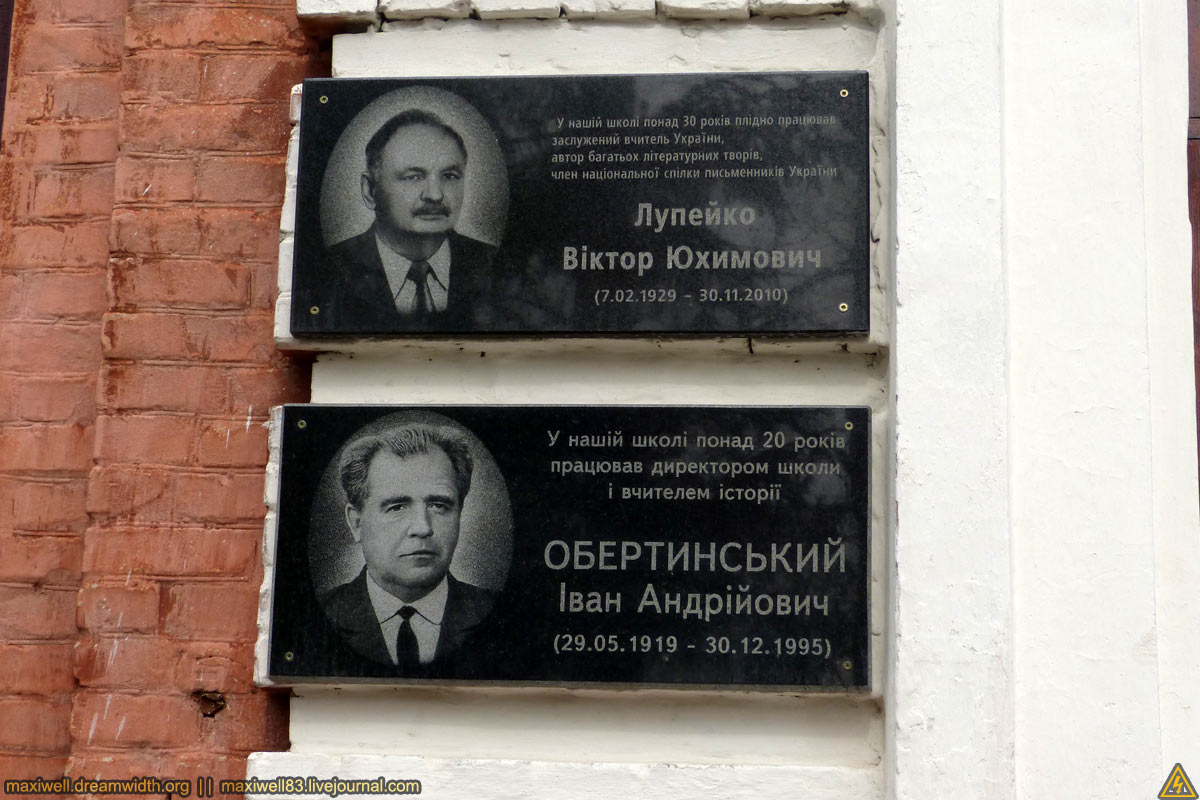 У нашій школі понад 30 років плідно працював
заслужений вчитель України,
автор багатьох літературних творів,
член національної спілки письменників України
Лупейко
Віктор Юхимович
(7.02.1929 - 30.11.2010)
У нашій школі понад 20 років
працював директором школи
і вчителем історії
ОБЕРТИНСЬКИЙ
Іван Андрійович
(29.05.1919 - 30.12.1995)
maxiwell.dreamwidth.org || maxiwell83.livejournal.com